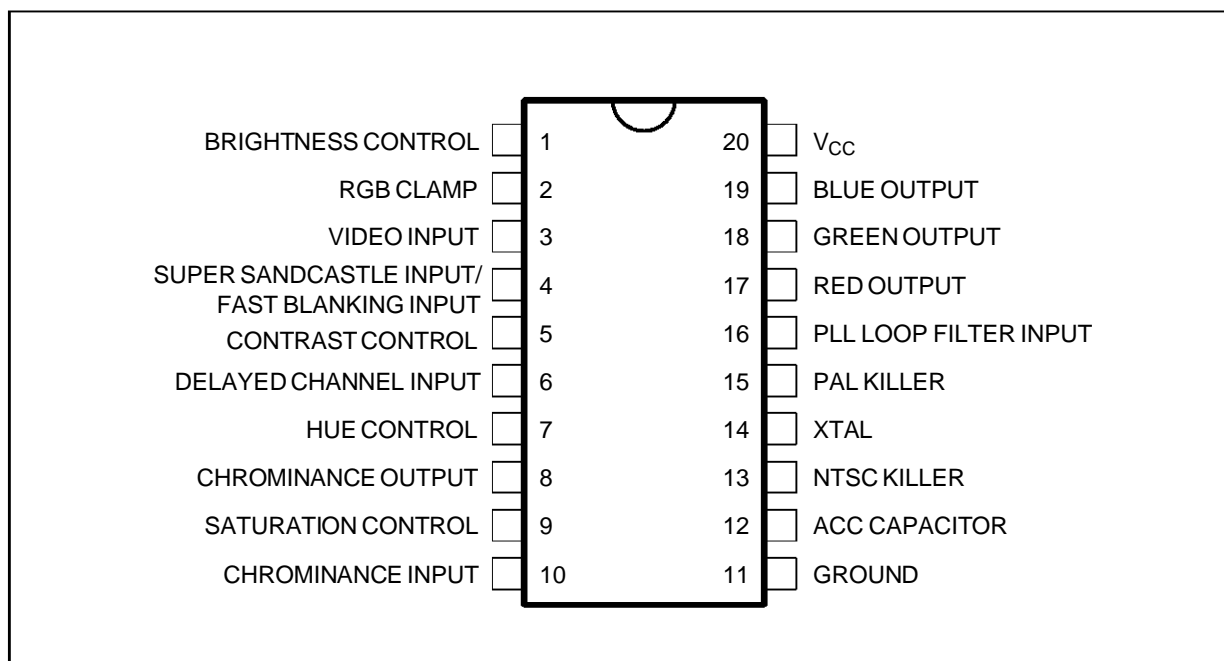 BRIGHTNESS CONTROL 1 20 VCC
RGB CLAMP 2 19 BLUE OUTPUT
VIDEO INPUT 3 18 GREEN OUTPUT
SUPER SANDCASTLE INPUT/
FAST BLANKING INPUT 4 17 RED OUTPUT
CONTRAST CONTROL 5 16 PLL LOOP FILTER INPUT
DELAYED CHANNEL INPUT 6 15 PAL KILLER
HUE CONTROL 7 14 XTAL
CHROMINANCE OUTPUT 8 13 NTSC KILLER
SATURATION CONTROL 9 12 ACC CAPACITOR
CHROMINANCE INPUT 10 11 GROUND